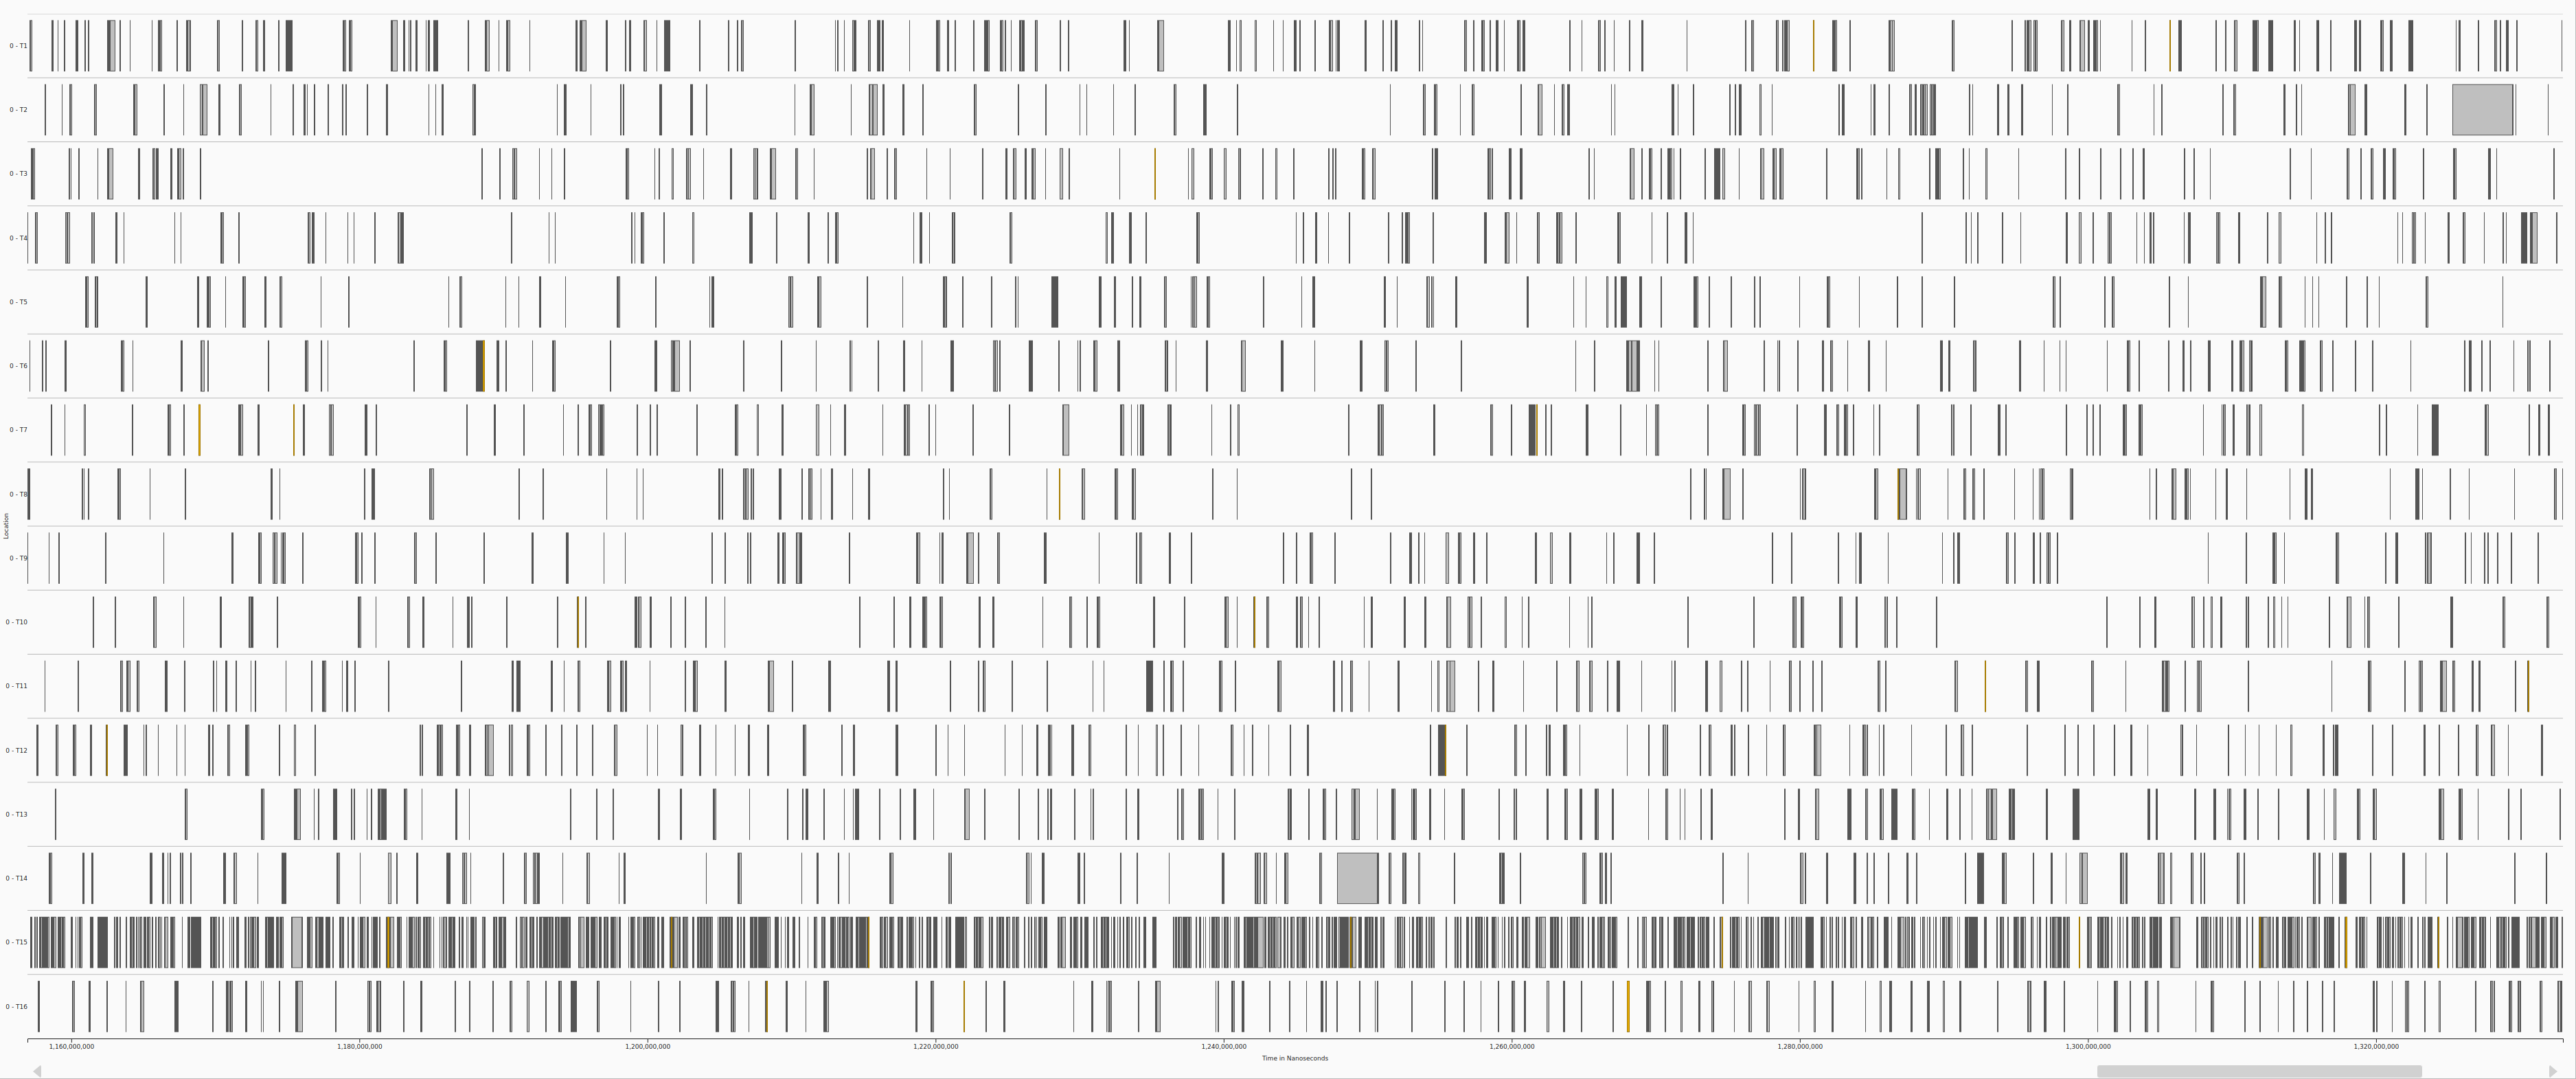 0 - T1
0 - T2
0 - T3
0 - T4
0 - T5
0 - T6
0 - T7
0 - T8
Location
0 - T9
0 - T10
0 - T11
0 - T12
0 - T13
0 - T14
0 - T15
0 - T16
1,160,000,000 1,180,000,000 1,200,000,000 1,220,000,000 1,240,000,000 1,260,000,000 1,280,000,000 1,300,000,000 1,320,000,000
Time in Nanoseconds